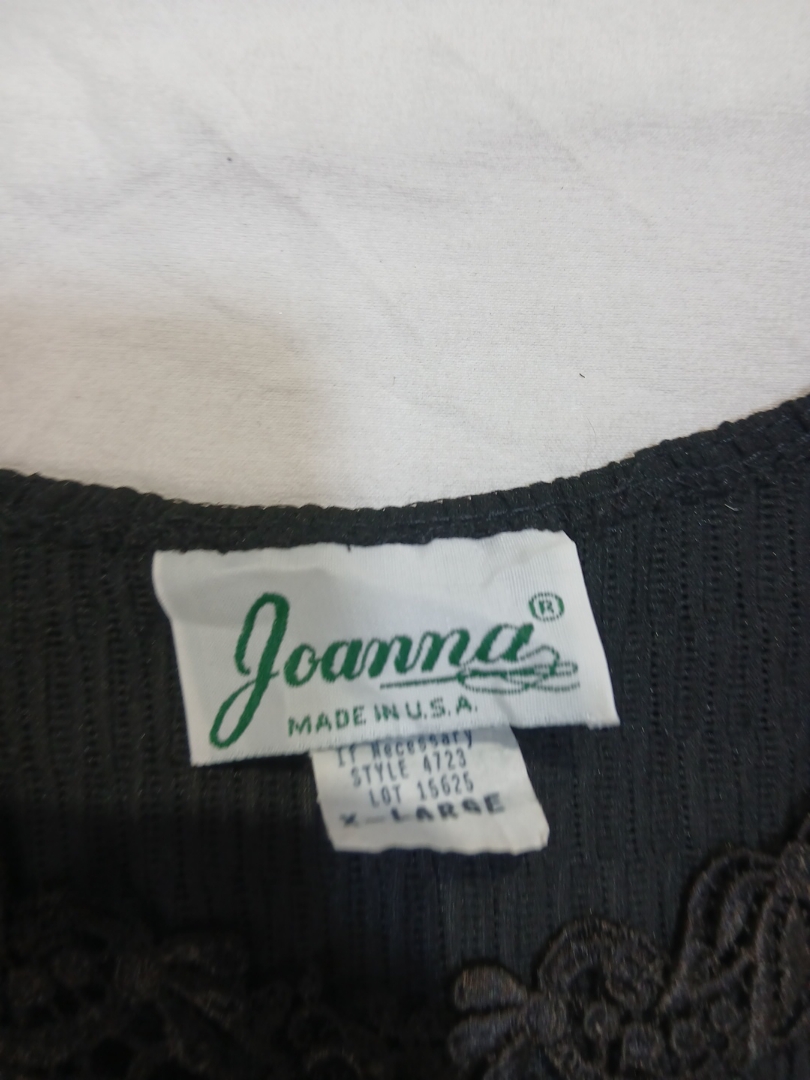 Joanna®
MADE IN U.S.A.
If Necessary
STYLE 4723
LOT 15625
X-LARGE